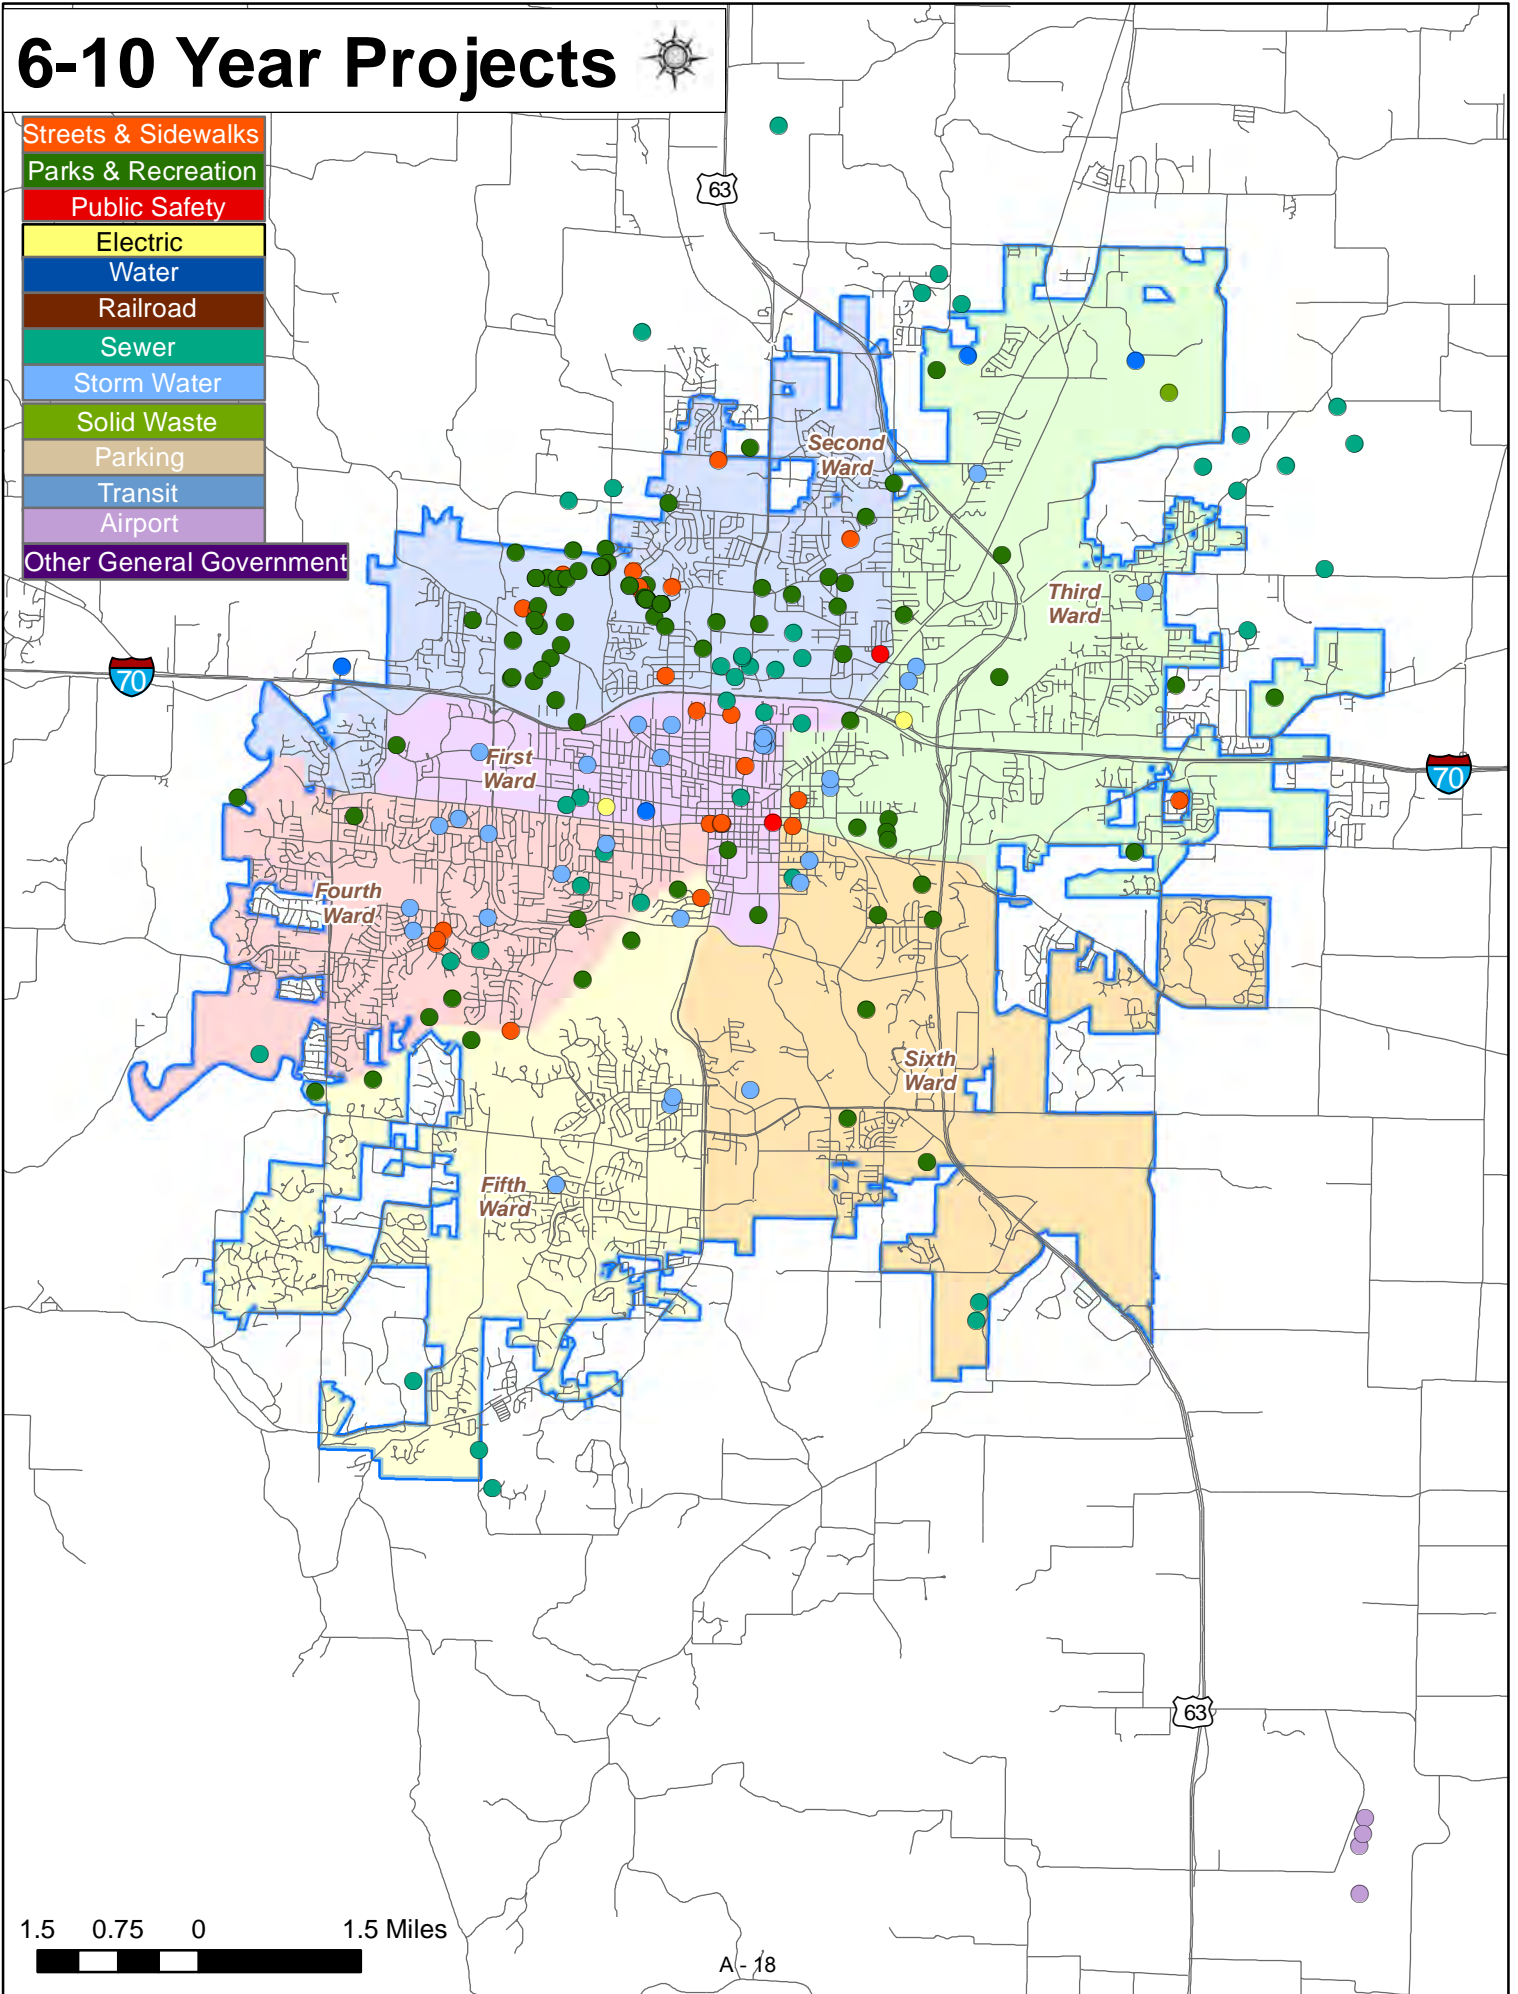 6-10 Year Projects
Streets & Sidewalks
Parks & Recreation
Public Safety
Electric
Water
Railroad
Sewer
Storm Water
Solid Waste
Parking
Transit
Airport
Other General Government
63
Second
Ward
Third
Ward
70
70
First
Ward
Fourth
Ward
Sixth
Ward
Fifth
Ward
63
1.5 0.75 0 1.5 Miles
A - 18